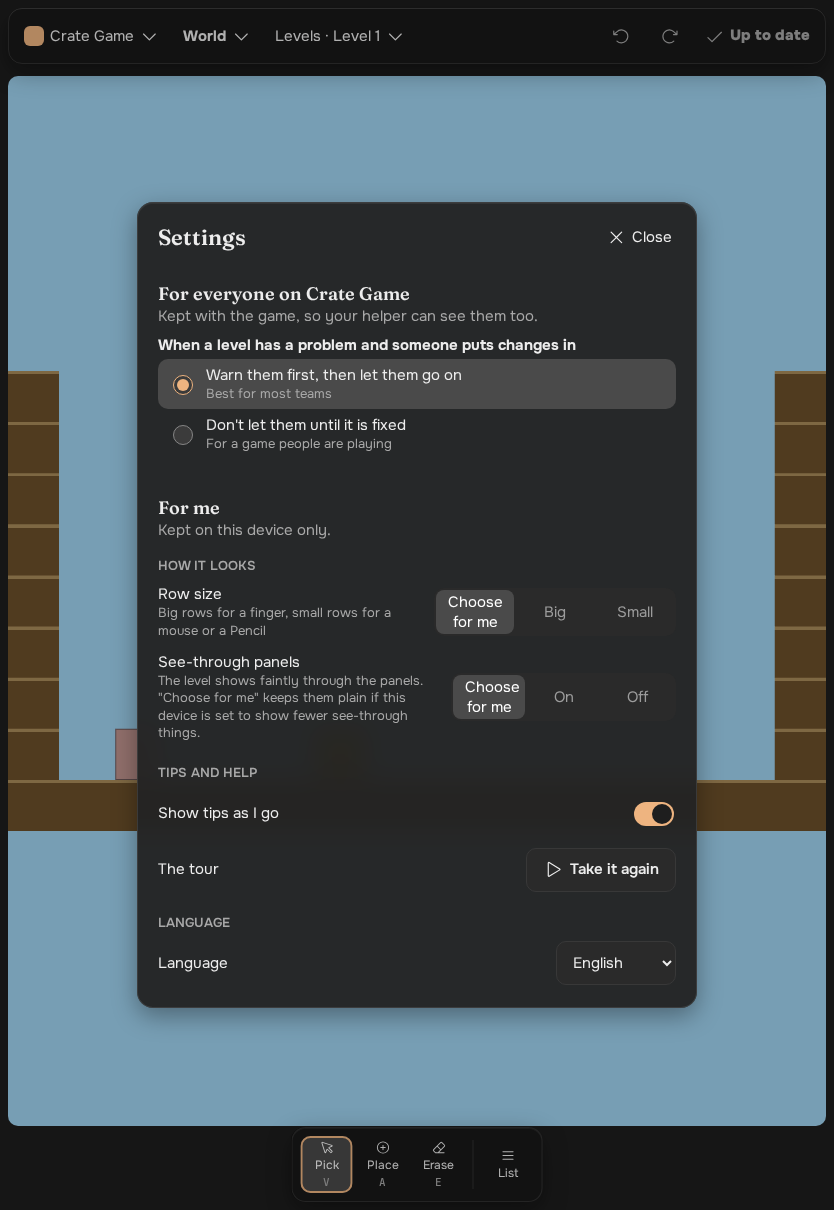 Crate Game World Levels · Level 1 Up to date
Settings
Close
For everyone on Crate Game
Kept with the game, so your helper can see them too.
When a level has a problem and someone puts changes in
Warn them first, then let them go on
Best for most teams
Don't let them until it is fixed
For a game people are playing
For me
Kept on this device only.
HOW IT LOOKS
Row size
Big rows for a finger, small rows for a
mouse or a Pencil
Choose
for me
Big
Small
See-through panels
The level shows faintly through the panels.
"Choose for me" keeps them plain if this
device is set to show fewer see-through
things.
Choose
for me
On
Off
TIPS AND HELP
Show tips as I go
The tour
Take it again
LANGUAGE
Language
English
Pick
V
Place
A
Erase
E
List